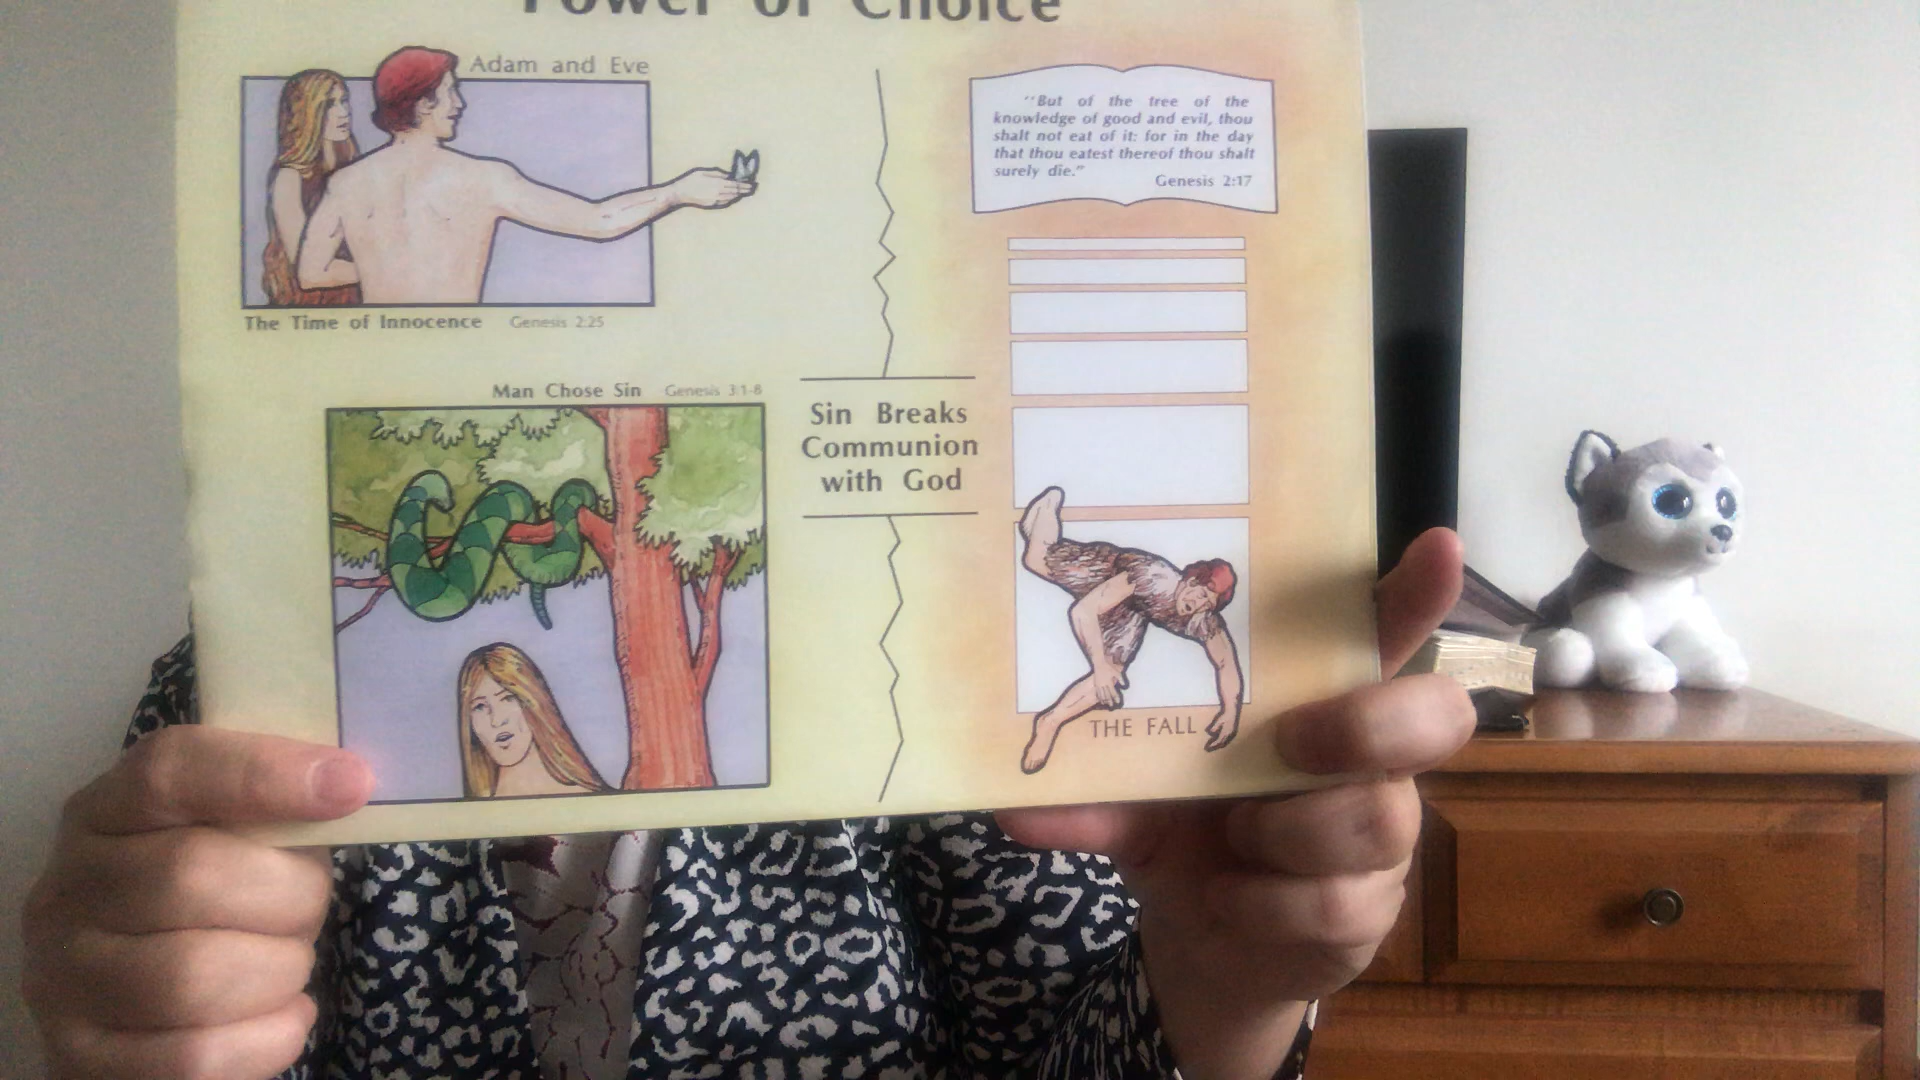 Power of Choice
Adam and Eve
The Time of Innocence Genesis 2:25
Man Chose Sin Genesis 3:1-8
Sin Breaks
Communion
with God
"But of the tree of the
knowledge of good and evil, thou
shalt not eat of it: for in the day
that thou eatest thereof thou shalt
surely die."
Genesis 2:17
THE FALL